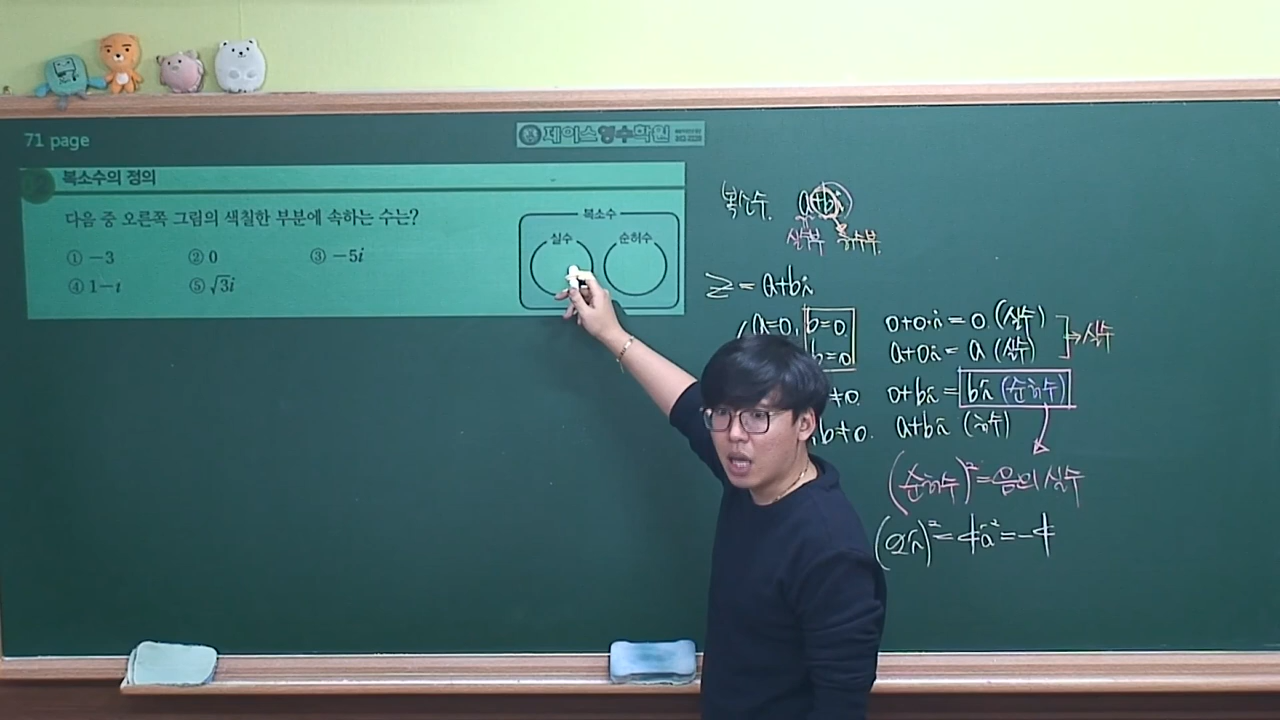 71 page
제이스영수학원
복소수의 정의
다음 중 오른쪽 그림의 색칠한 부분에 속하는 수는?
① -3 ② 0 ③ -5i
④ 1-i ⑤ √3i
복소수
실수 순허수
복소수 a+bi
실수부 허수부
z = a+bi
a=0, b=0 0+0·i = 0 (실수)
b=0 a+0i = a (실수) → 실수
≠0. 0+bi = bi (순허수)
, b≠0. a+bi (허수)
(순허수)² = 음의 실수
(2i)² = 4i² = -4